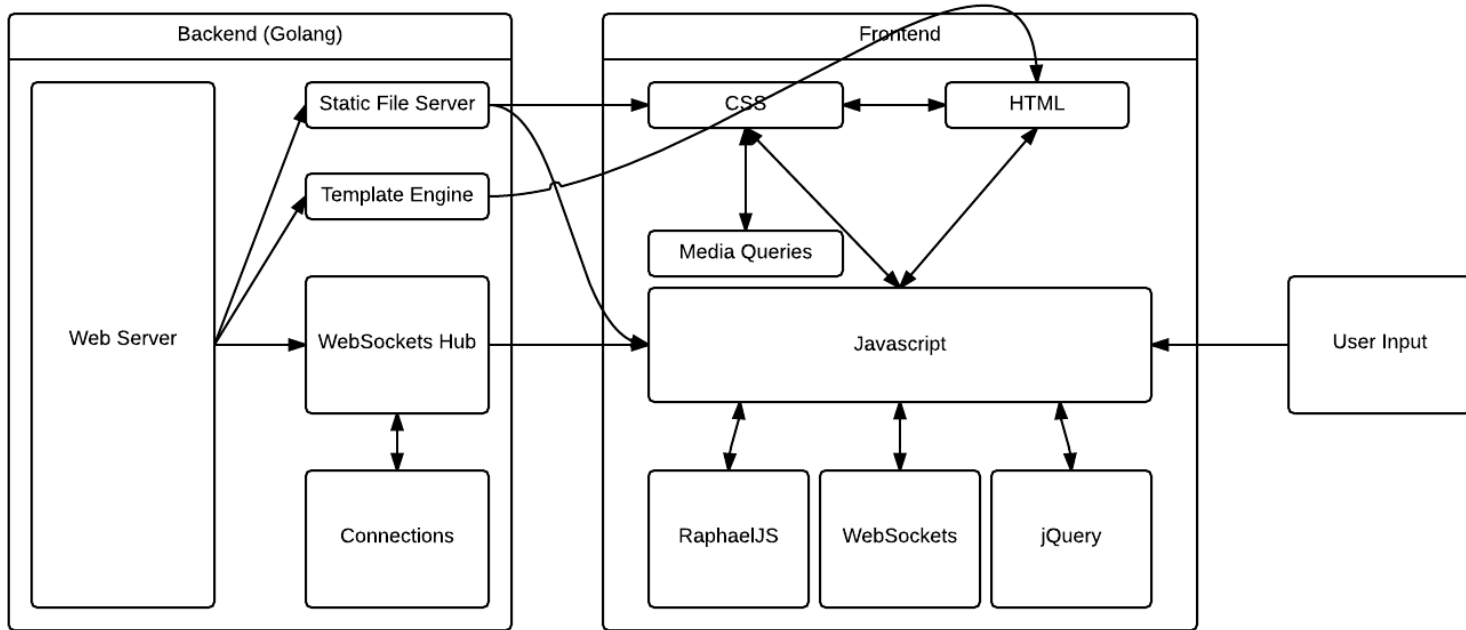 Backend (Golang)
Frontend
Static File Server
CSS
HTML
Template Engine
Media Queries
Web Server
WebSockets Hub
Javascript
User Input
Connections
RaphaelJS
WebSockets
jQuery